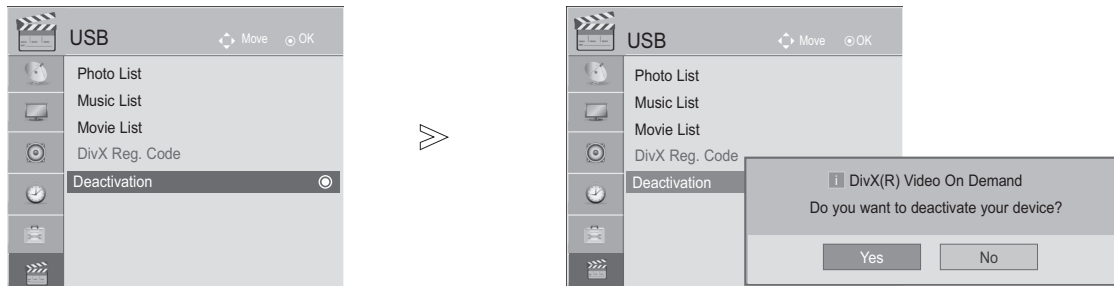 USB
Move
OK
Photo List
Music List
Movie List
DivX Reg. Code
Deactivation
USB
Move
OK
Photo List
Music List
Movie List
DivX Reg. Code
Deactivation
i DivX(R) Video On Demand
Do you want to deactivate your device?
Yes
No